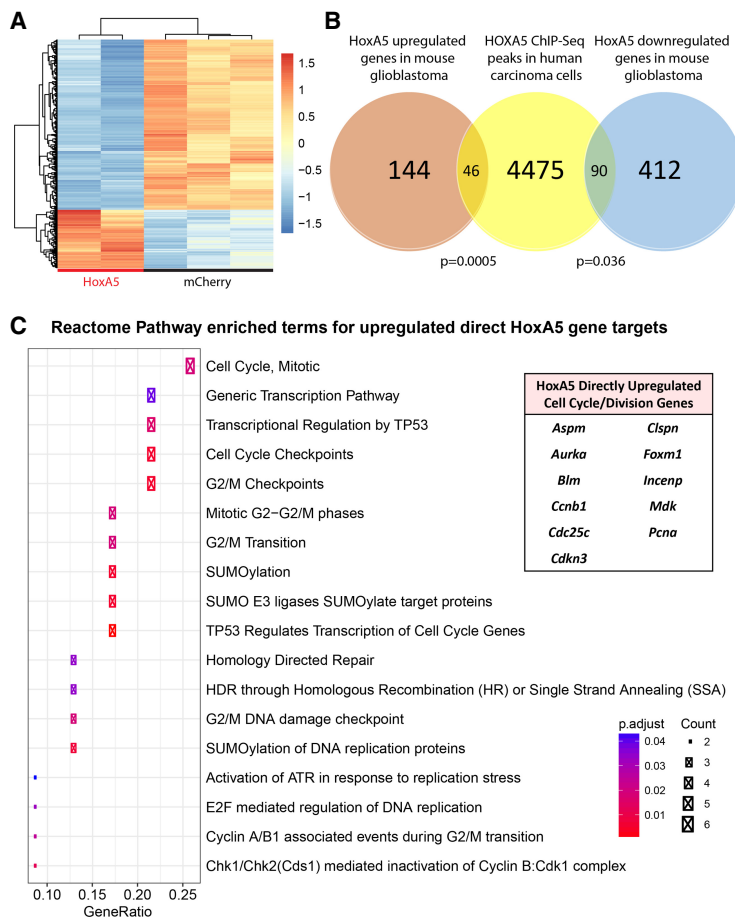 A
1.5
1
0.5
0
−0.5
−1
−1.5
HoxA5
mCherry
B
HoxA5 upregulated
genes in mouse
glioblastoma
HOXA5 ChIP-Seq
peaks in human
carcinoma cells
HoxA5 downregulated
genes in mouse
glioblastoma
144
46
4475
90
412
p=0.0005
p=0.036
C
Reactome Pathway enriched terms for upregulated direct HoxA5 gene targets
Cell Cycle, Mitotic
Generic Transcription Pathway
Transcriptional Regulation by TP53
Cell Cycle Checkpoints
G2/M Checkpoints
Mitotic G2−G2/M phases
G2/M Transition
SUMOylation
SUMO E3 ligases SUMOylate target proteins
TP53 Regulates Transcription of Cell Cycle Genes
Homology Directed Repair
HDR through Homologous Recombination (HR) or Single Strand Annealing (SSA)
G2/M DNA damage checkpoint
SUMOylation of DNA replication proteins
Activation of ATR in response to replication stress
E2F mediated regulation of DNA replication
Cyclin A/B1 associated events during G2/M transition
Chk1/Chk2(Cds1) mediated inactivation of Cyclin B:Cdk1 complex
0.10 0.15 0.20 0.25
GeneRatio
HoxA5 Directly Upregulated
Cell Cycle/Division Genes
Aspm Clspn
Aurka Foxm1
Blm Incenp
Ccnb1 Mdk
Cdc25c Pcna
Cdkn3
p.adjust
0.04
0.03
0.02
0.01
Count
2
3
4
5
6